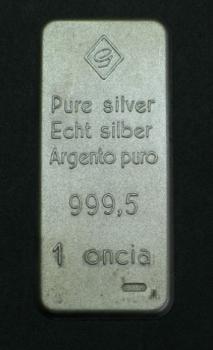 Pure silver
Echt silber
Argento puro
999,5
1 oncia